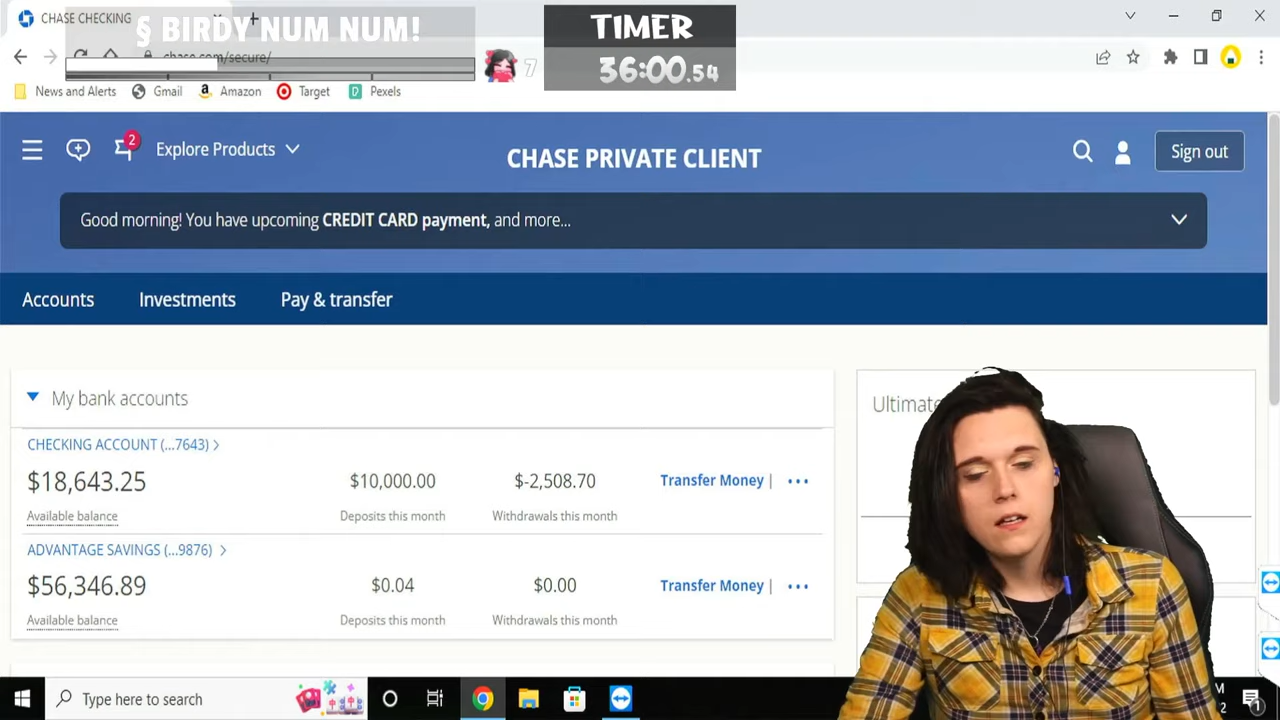 CHASE CHECKING
§ BIRDY NUM NUM!
TIMER
36:00.54
chase.com/secure/
7
News and Alerts
Gmail
Amazon
Target
Pexels
2
Explore Products
CHASE PRIVATE CLIENT
Sign out
Good morning! You have upcoming CREDIT CARD payment, and more...
Accounts
Investments
Pay & transfer
My bank accounts
Ultimate
CHECKING ACCOUNT (...7643)
$18,643.25
$10,000.00
$-2,508.70
Transfer Money |
Available balance
Deposits this month
Withdrawals this month
ADVANTAGE SAVINGS (...9876)
$56,346.89
$0.04
$0.00
Transfer Money |
Available balance
Deposits this month
Withdrawals this month
Type here to search
M
2
1